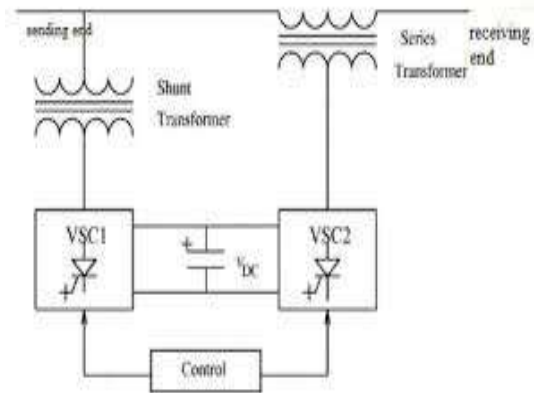 sending end
receiving
end
Series
Transformer
Shunt
Transformer
VSC1
VSC2
+
V DC
+
+
Control